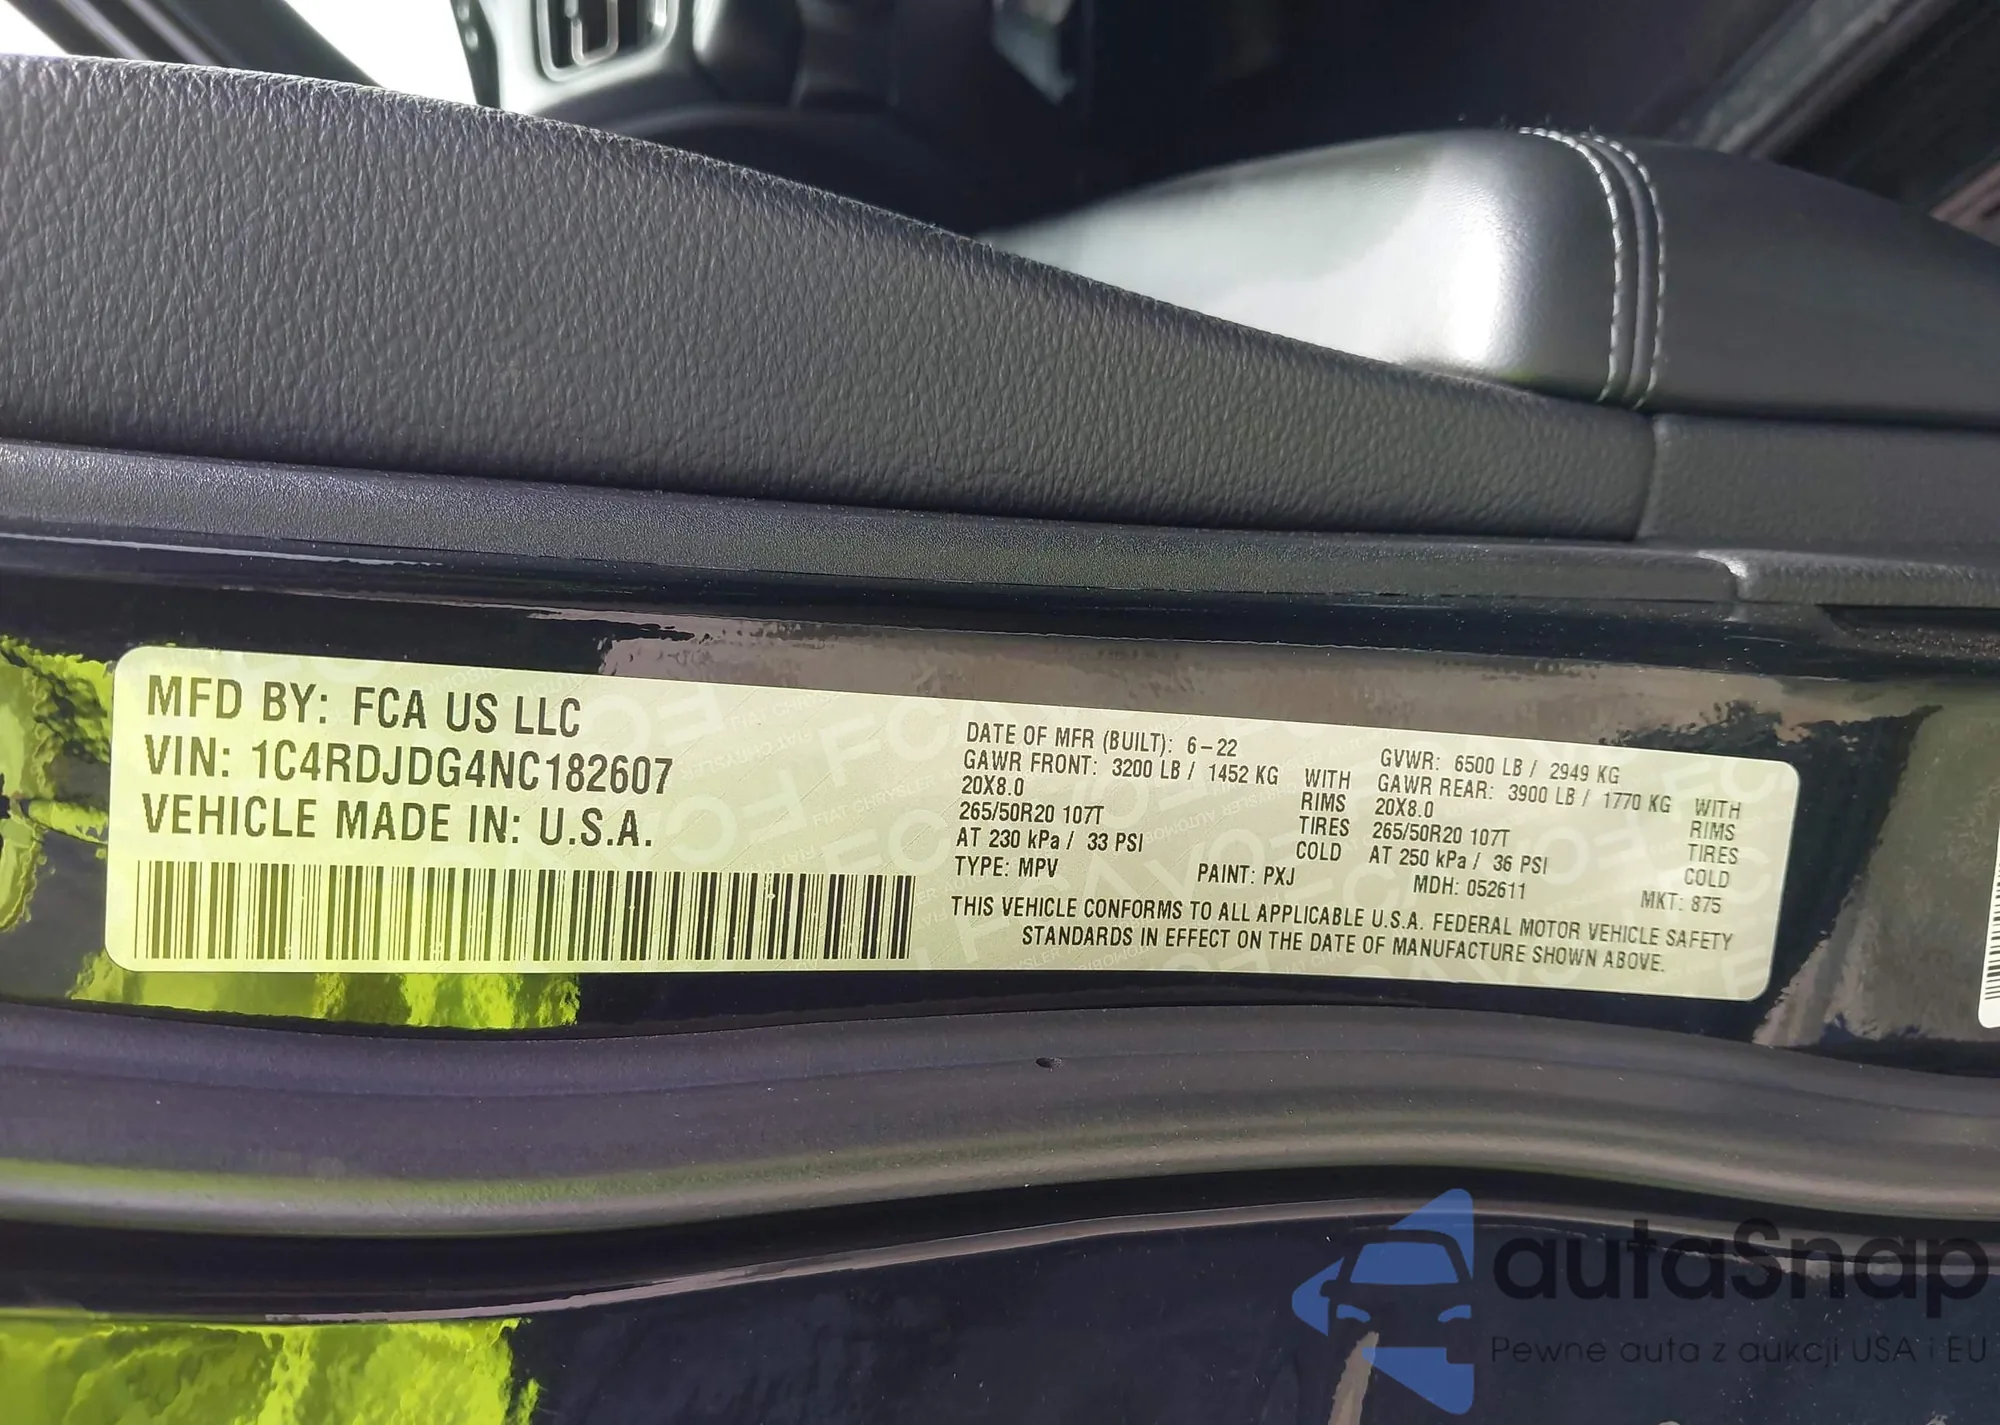 MFD BY: FCA US LLC
VIN: 1C4RDJDG4NC182607
VEHICLE MADE IN: U.S.A.
DATE OF MFR (BUILT): 6-22
GAWR FRONT: 3200 LB / 1452 KG WITH
20X8.0 RIMS
265/50R20 107T TIRES
AT 230 kPa / 33 PSI COLD
TYPE: MPV PAINT: PXJ
GVWR: 6500 LB / 2949 KG
GAWR REAR: 3900 LB / 1770 KG WITH
20X8.0 RIMS
265/50R20 107T TIRES
AT 250 kPa / 36 PSI COLD
MDH: 052611 MKT: 875
THIS VEHICLE CONFORMS TO ALL APPLICABLE U.S.A. FEDERAL MOTOR VEHICLE SAFETY
STANDARDS IN EFFECT ON THE DATE OF MANUFACTURE SHOWN ABOVE.
autaSnap
Pewne auta z aukcji USA i EU